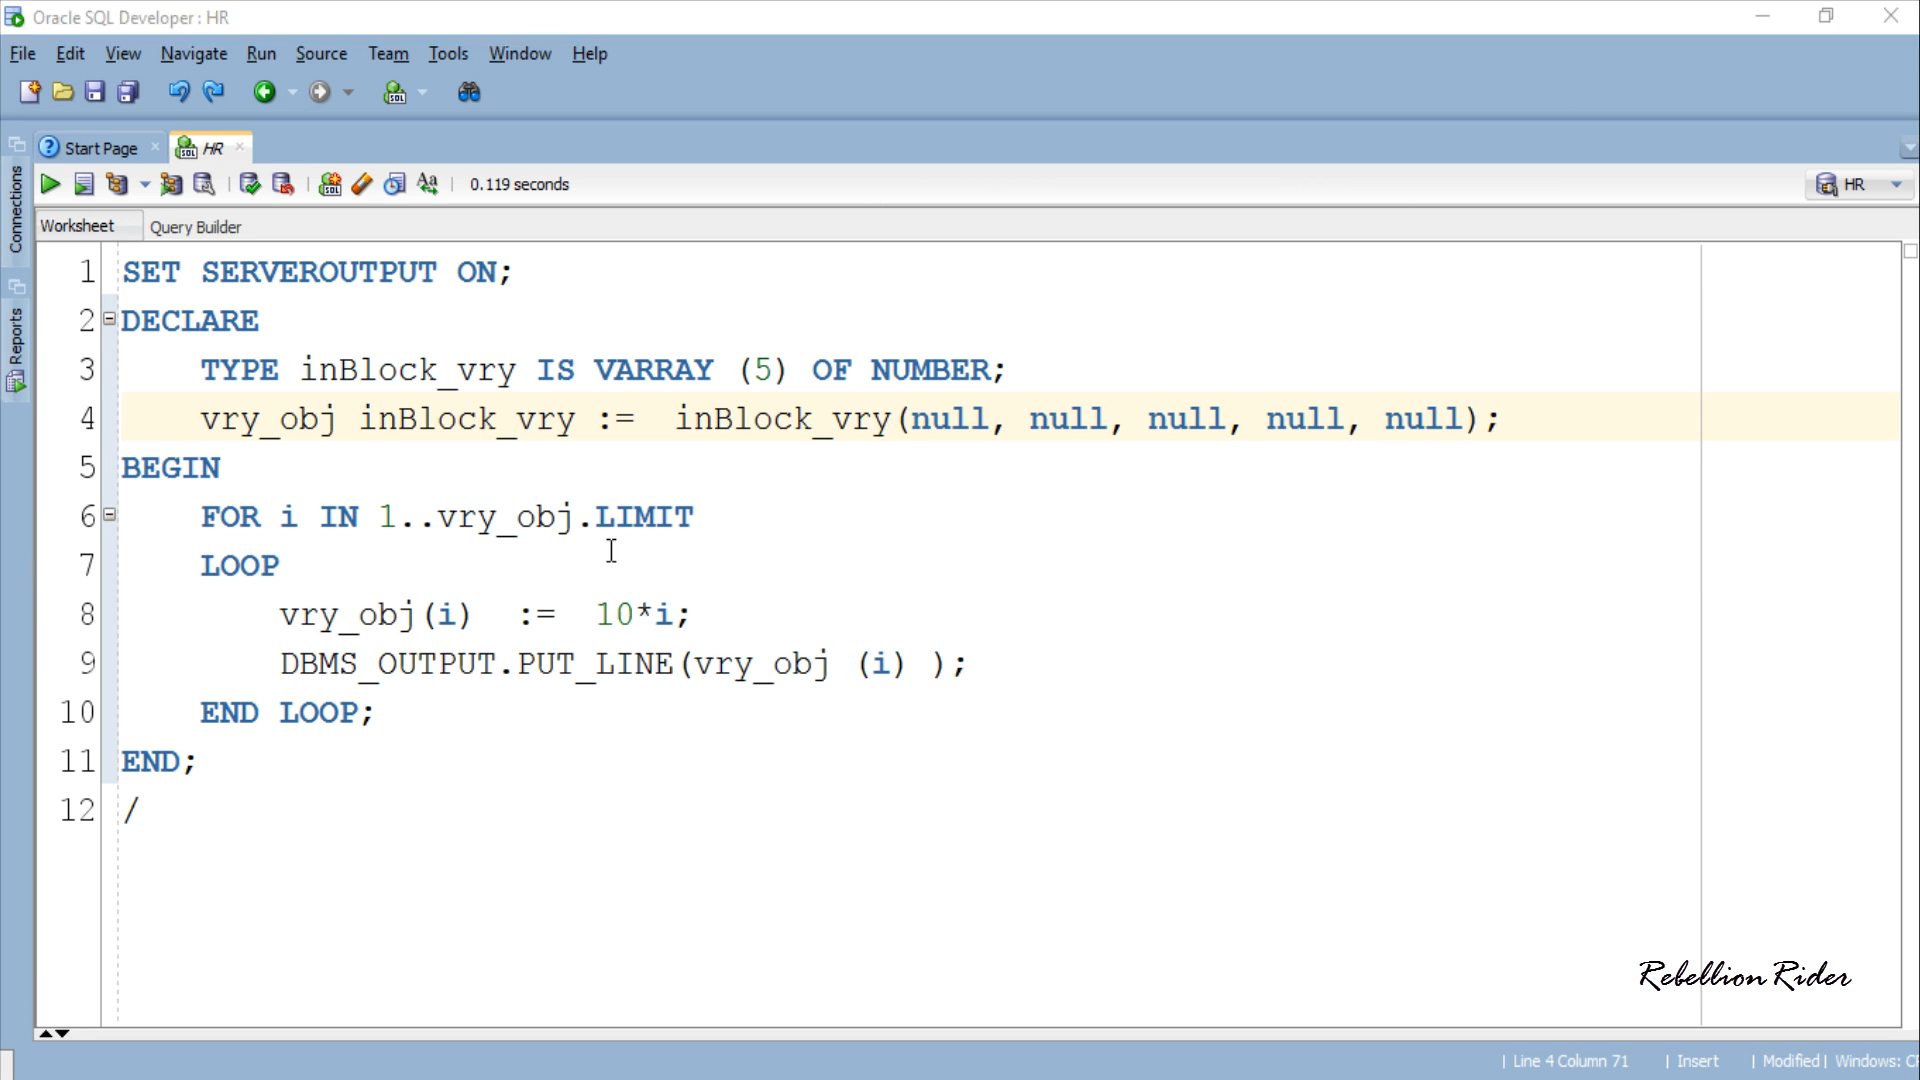 Oracle SQL Developer : HR
File Edit View Navigate Run Source Team Tools Window Help
Start Page HR
0.119 seconds HR
Worksheet Query Builder
Connections
Reports
1 SET SERVEROUTPUT ON;
2 DECLARE
3 TYPE inBlock_vry IS VARRAY (5) OF NUMBER;
4 vry_obj inBlock_vry := inBlock_vry(null, null, null, null, null);
5 BEGIN
6 FOR i IN 1..vry_obj.LIMIT
7 LOOP
8 vry_obj(i) := 10*i;
9 DBMS_OUTPUT.PUT_LINE(vry_obj (i) );
10 END LOOP;
11 END;
12 /
Rebellion Rider
| Line 4 Column 71 | Insert | Modified | Windows: